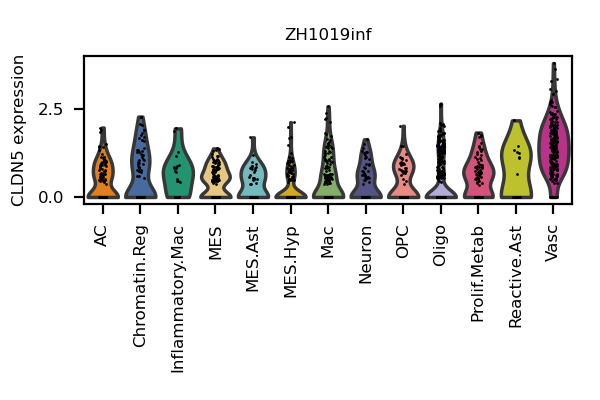 ZH1019inf
CLDN5 expression
2.5
0.0
AC
Chromatin.Reg
Inflammatory.Mac
MES
MES.Ast
MES.Hyp
Mac
Neuron
OPC
Oligo
Prolif.Metab
Reactive.Ast
Vasc